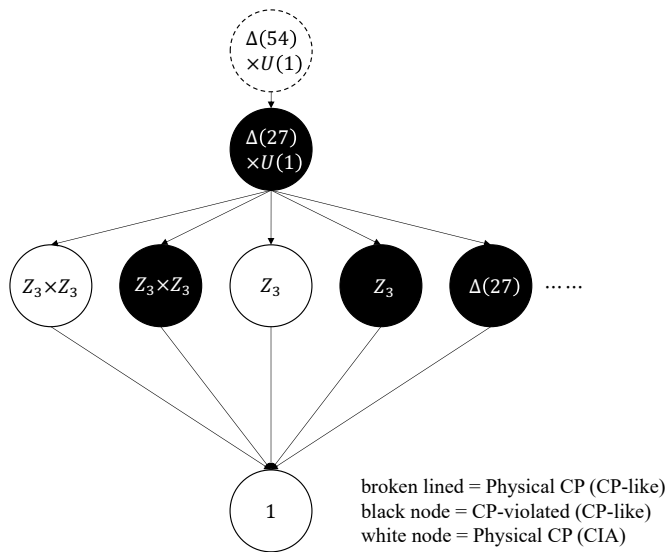 Δ(54)
×U(1)
Δ(27)
×U(1)
Z₃×Z₃
Z₃×Z₃
Z₃
Z₃
Δ(27)
⋯⋯
1
broken lined = Physical CP (CP-like)
black node = CP-violated (CP-like)
white node = Physical CP (CIA)